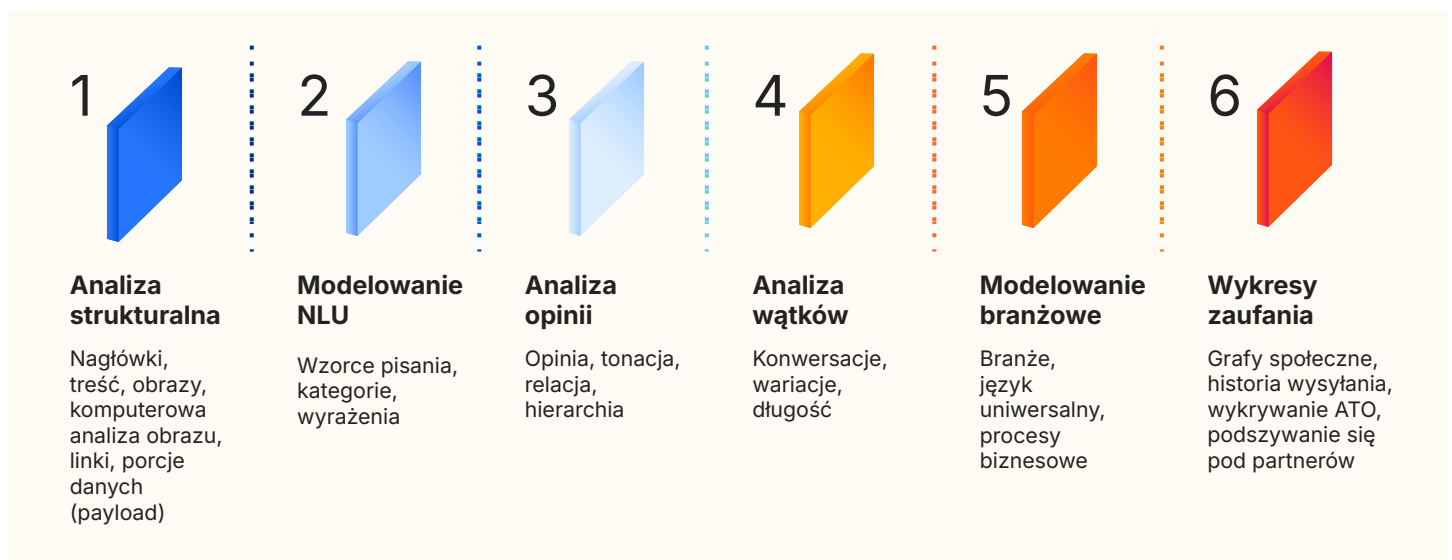 1
Analiza
strukturalna
Nagłówki,
treść, obrazy,
komputerowa
analiza obrazu,
linki, porcje
danych
(payload)
2
Modelowanie
NLU
Wzorce pisania,
kategorie,
wyrażenia
3
Analiza
opinii
Opinia, tonacja,
relacja,
hierarchia
4
Analiza
wątków
Konwersacje,
wariacje,
długość
5
Modelowanie
branżowe
Branże,
język
uniwersalny,
procesy
biznesowe
6
Wykresy
zaufania
Grafy społeczne,
historia wysyłania,
wykrywanie ATO,
podszywanie się
pod partnerów